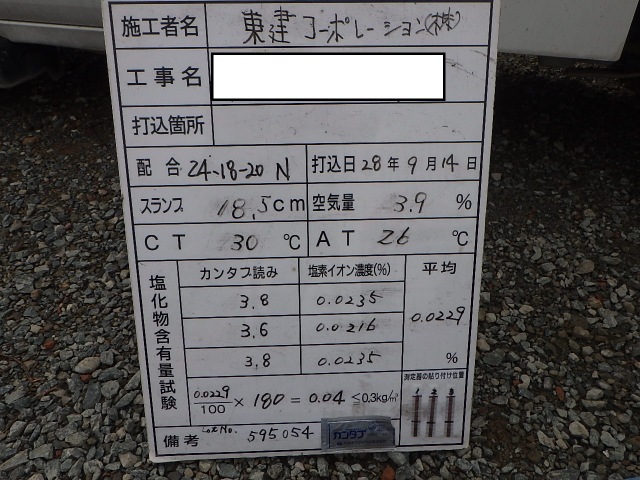 施工者名 東建コーポレーション(株)
工事名
打込箇所
配合 24-18-20 N 打込日 28年 9月 14日
スランプ 18.5cm 空気量 3.9 %
CT 30 ℃ AT 26 ℃
塩化物含有量試験
カンタブ読み 塩素イオン濃度(%) 平均
3.8 0.0235
3.6 0.0216 0.0229
3.8 0.0235 %
測定器の貼り付け位置
1 2 3
0.0229/100 × 180 = 0.04 ≤0.3kg/㎥
備考 Lot No. 595054
カンタブ